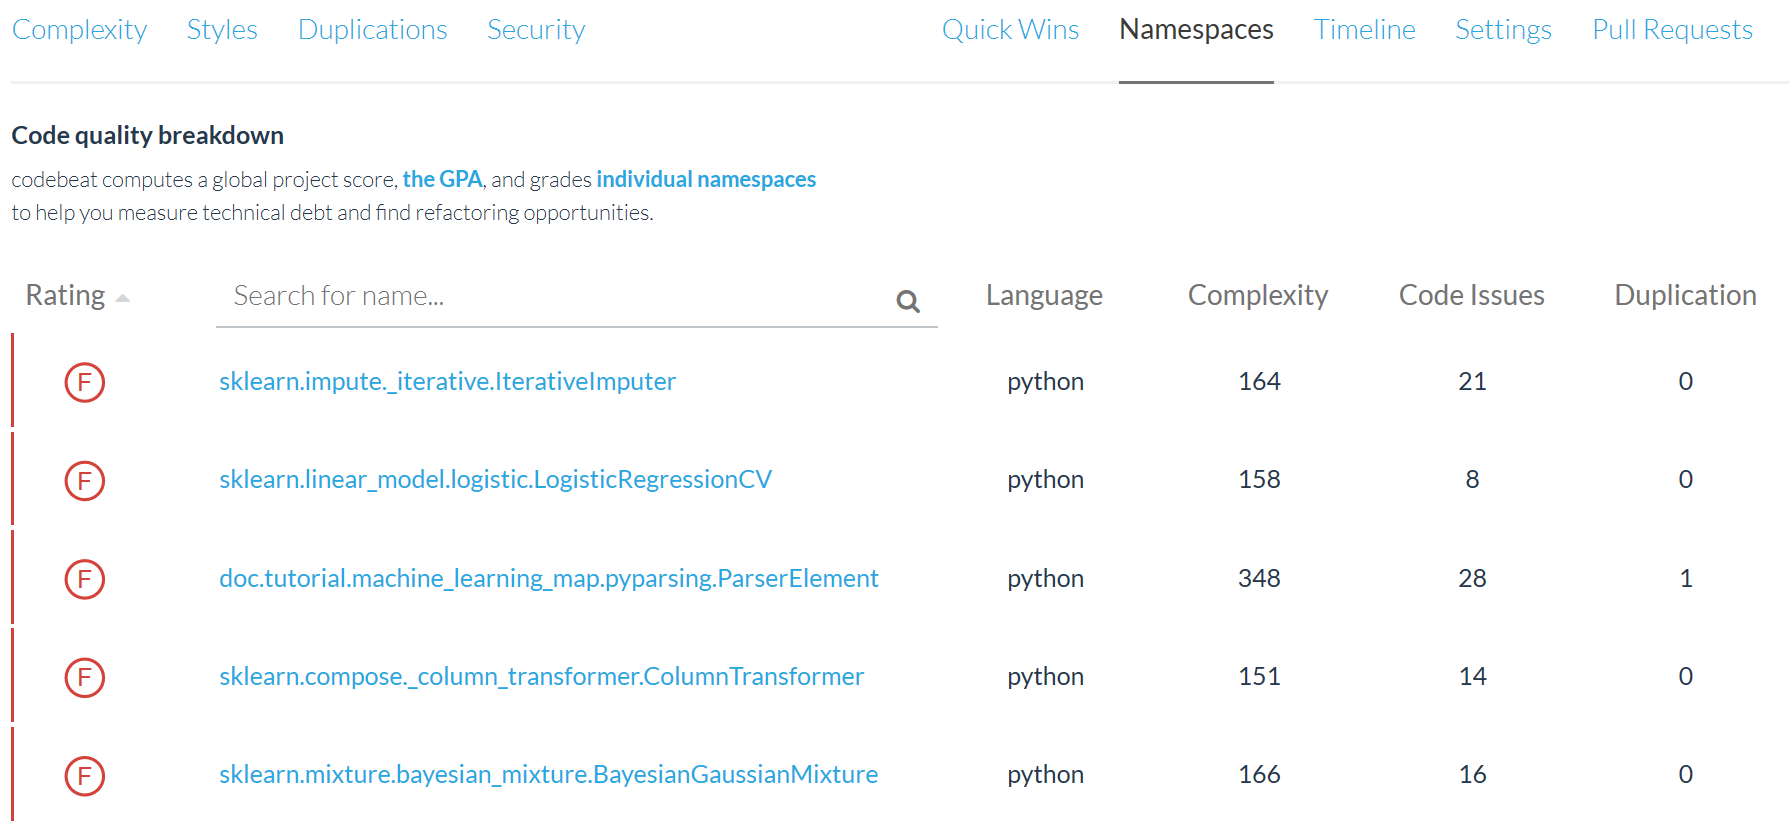 Complexity Styles Duplications Security Quick Wins Namespaces Timeline Settings Pull Requests
Code quality breakdown
codebeat computes a global project score, the GPA, and grades individual namespaces
to help you measure technical debt and find refactoring opportunities.
Rating Search for name... Language Complexity Code Issues Duplication
F sklearn.impute._iterative.IterativeImputer python 164 21 0
F sklearn.linear_model.logistic.LogisticRegressionCV python 158 8 0
F doc.tutorial.machine_learning_map.pyparsing.ParserElement python 348 28 1
F sklearn.compose._column_transformer.ColumnTransformer python 151 14 0
F sklearn.mixture.bayesian_mixture.BayesianGaussianMixture python 166 16 0